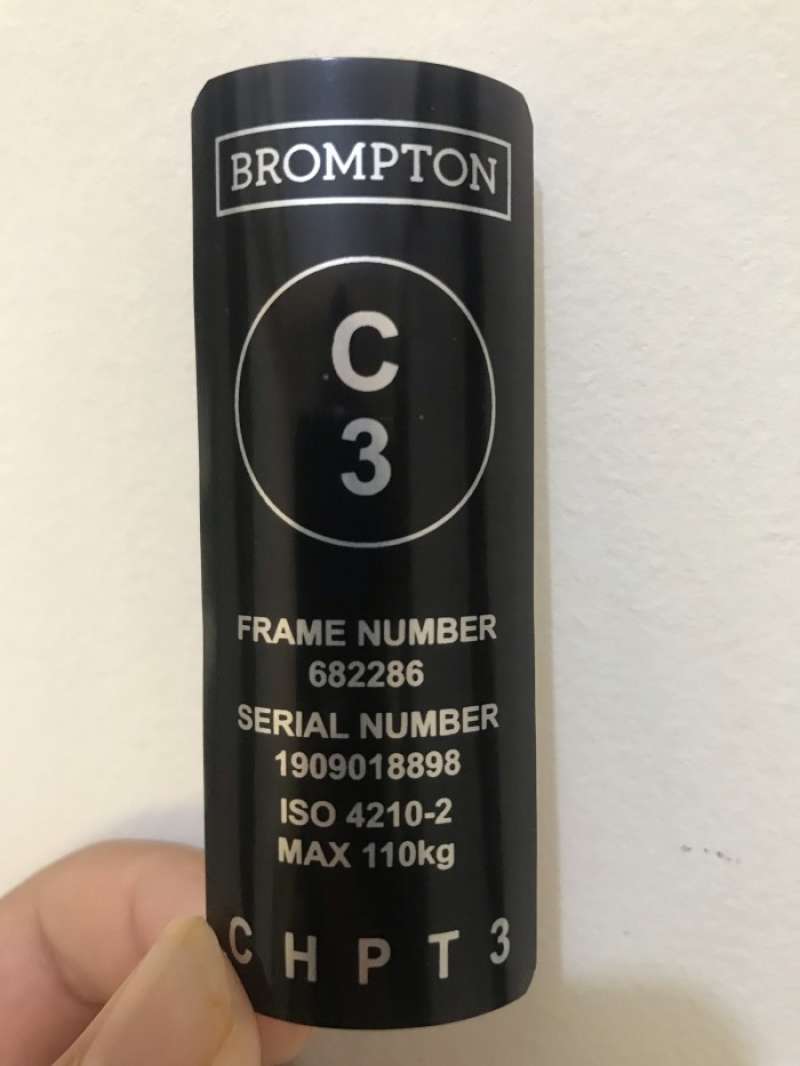 BROMPTON
C
3
FRAME NUMBER
682286
SERIAL NUMBER
1909018898
ISO 4210-2
MAX 110kg
CHPT3